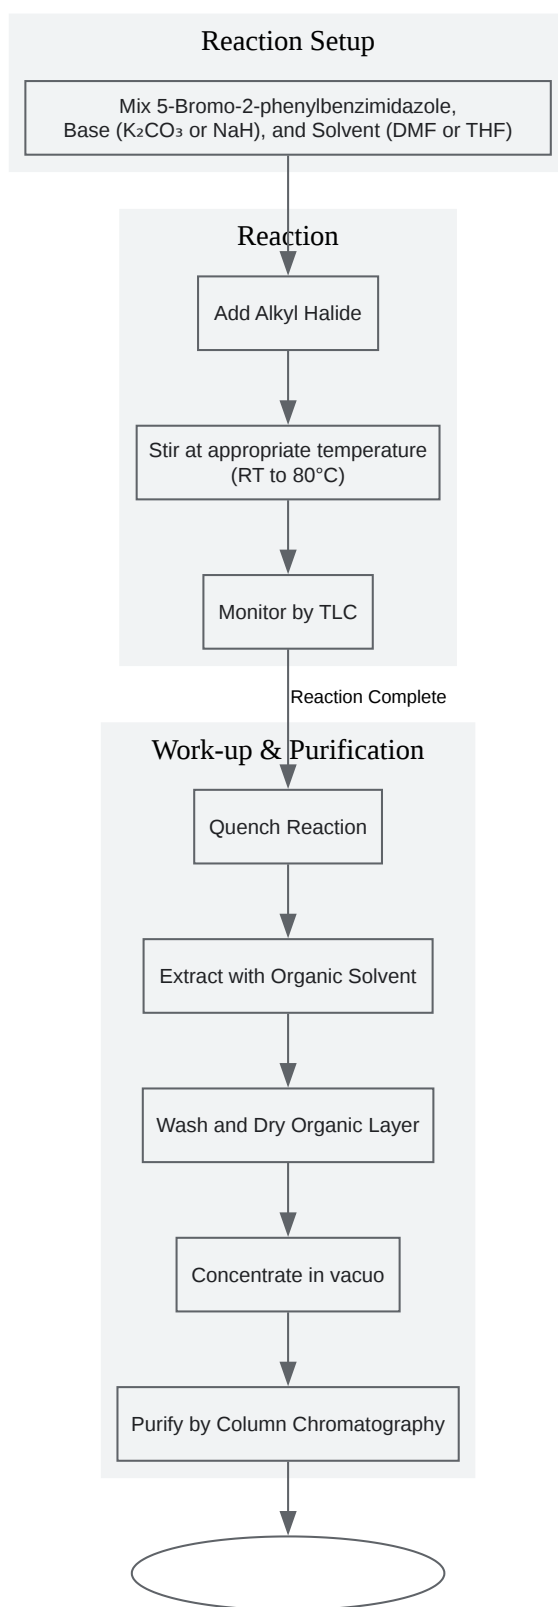 Reaction Setup
Mix 5-Bromo-2-phenylbenzimidazole,
Base (K₂CO₃ or NaH), and Solvent (DMF or THF)
Reaction
Add Alkyl Halide
Stir at appropriate temperature
(RT to 80°C)
Monitor by TLC
Reaction Complete
Work-up & Purification
Quench Reaction
Extract with Organic Solvent
Wash and Dry Organic Layer
Concentrate in vacuo
Purify by Column Chromatography